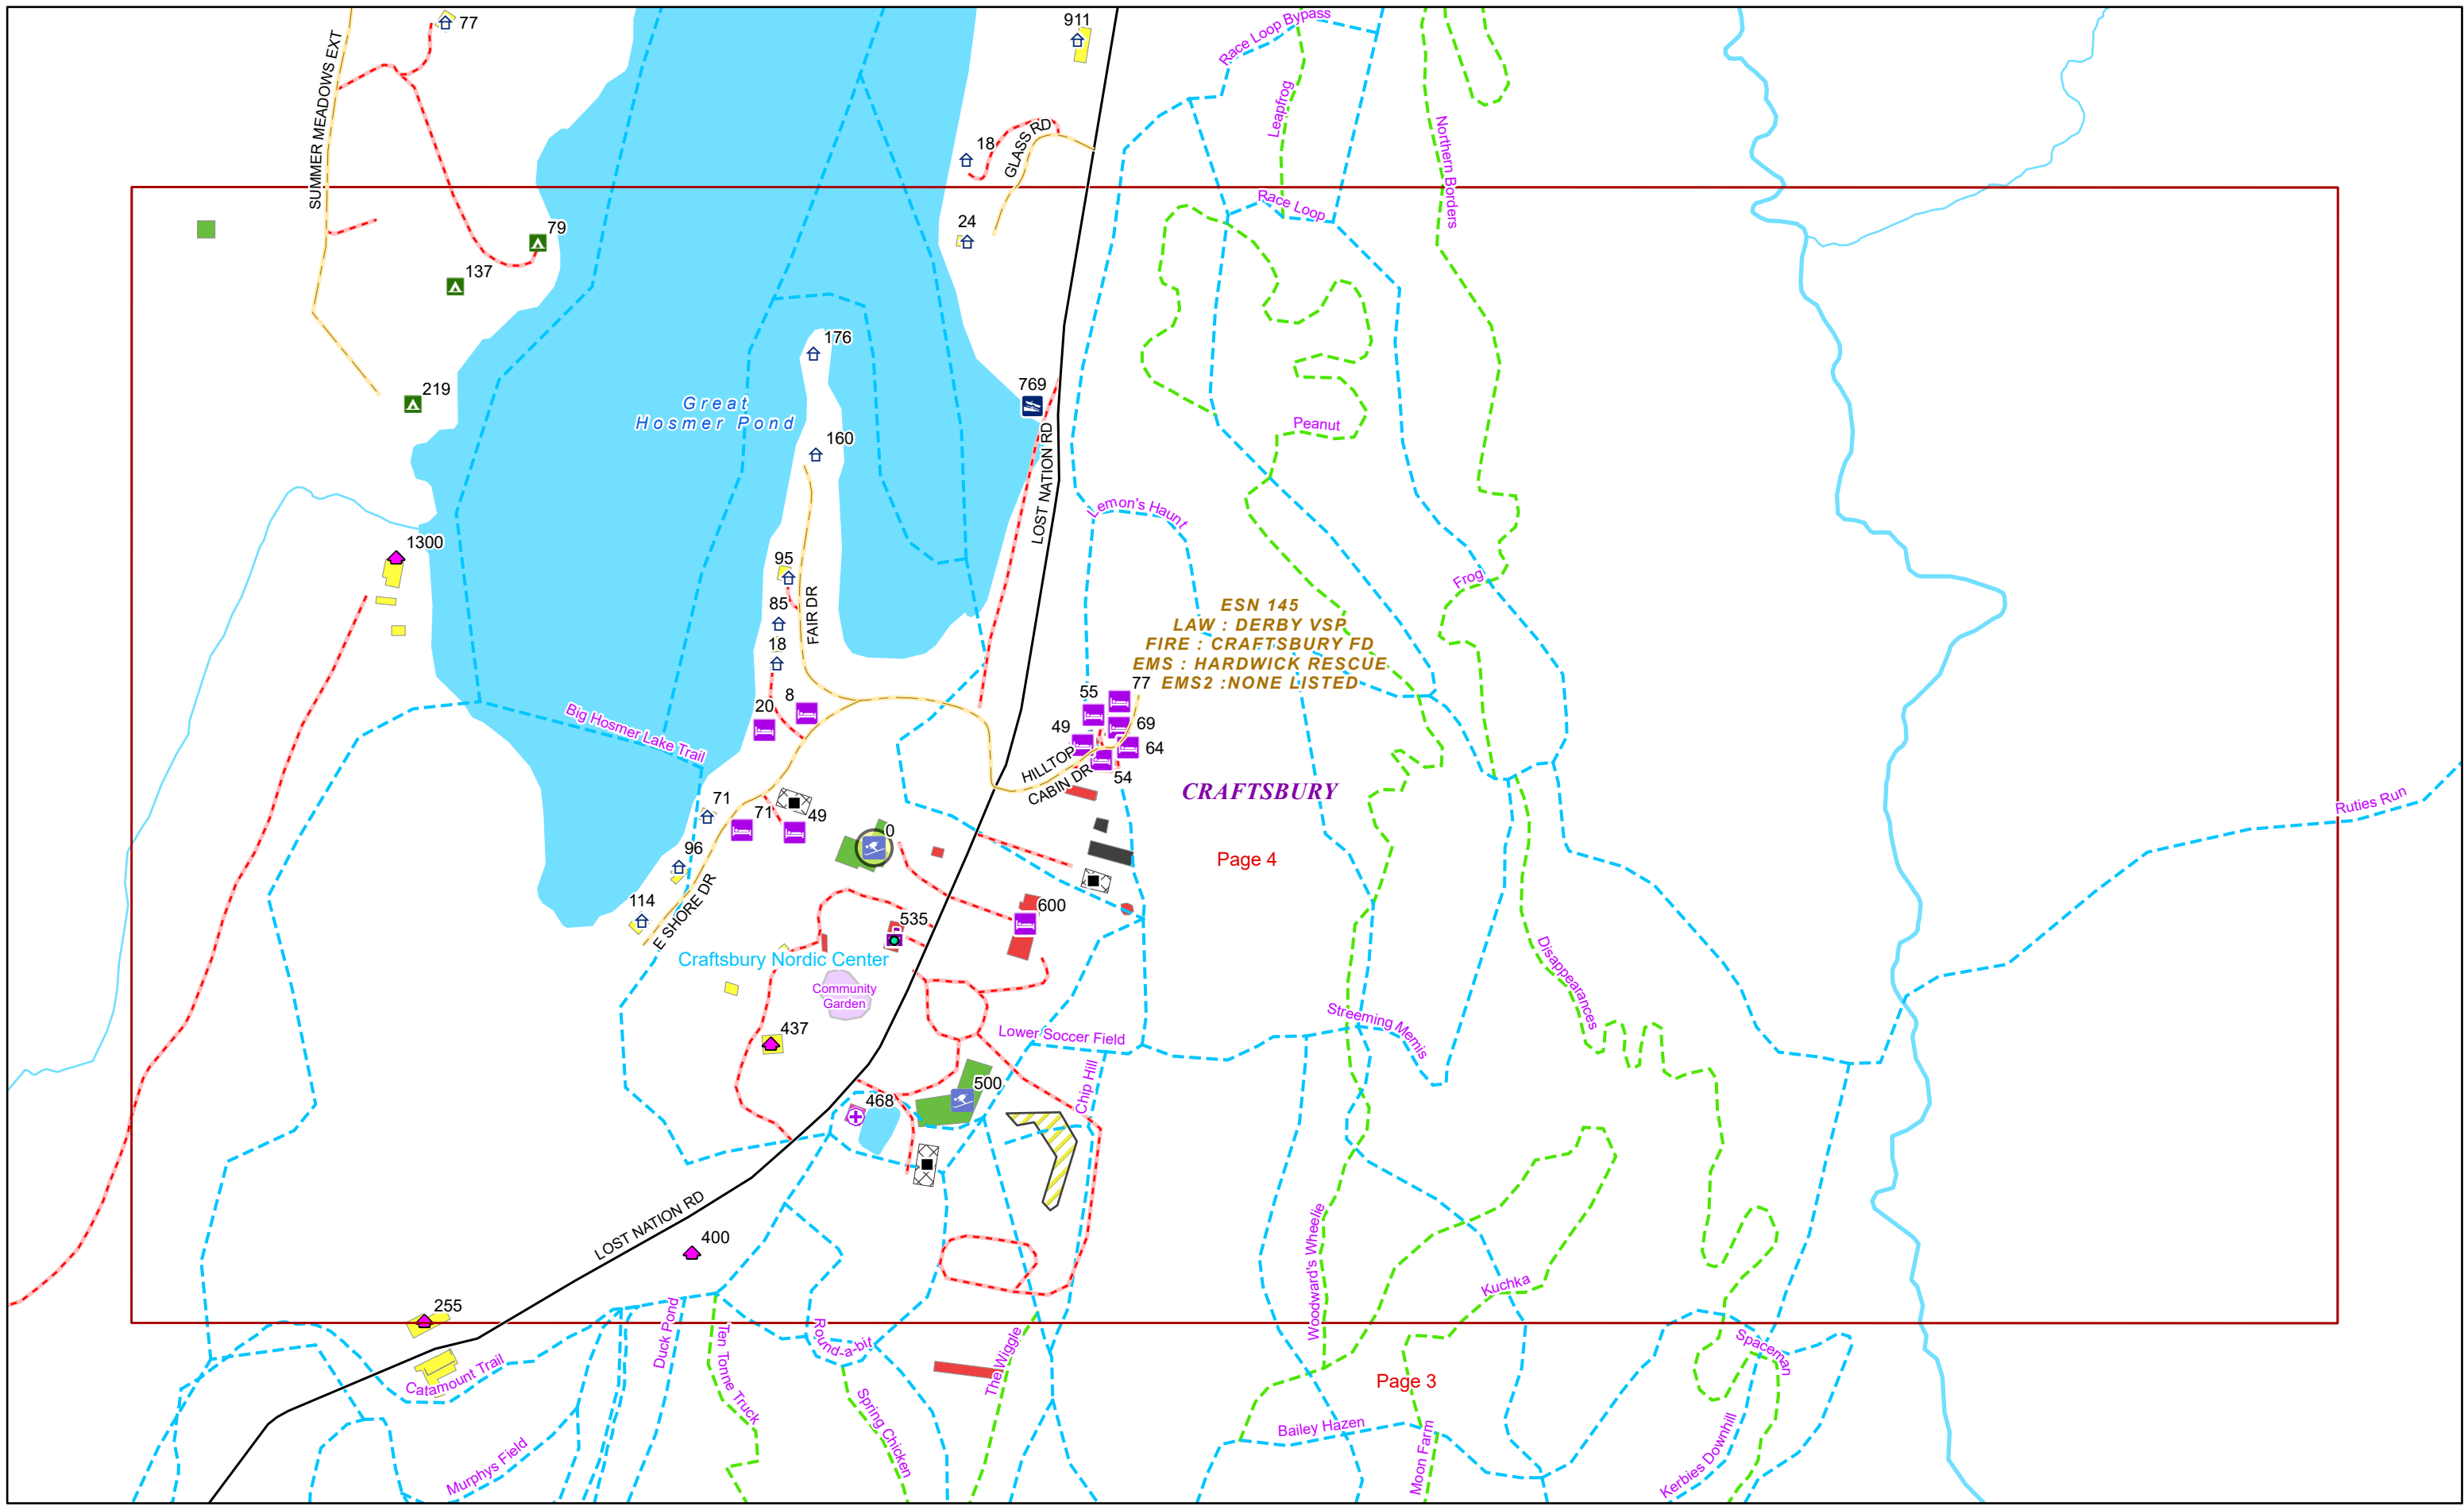 77
911
Race Loop Bypass
SUMMER MEADOWS EXT
Leapfrog
Northern Borders
18
GLASS RD
Race Loop
24
79
137
176
769
219
Great
Hosmer Pond
Peanut
160
LOST NATION RD
Lemon's Haunt
1300
95
Frog
85
FAIR DR
18
ESN 145
LAW : DERBY VSP
FIRE : CRAFTSBURY FD
EMS : HARDWICK RESCUE
EMS2 :NONE LISTED
77
55
8
20
Big Hosmer Lake Trail
49
69
64
HILLTOP
CABIN DR
54
CRAFTSBURY
Ruties Run
71
71
49
0
96
Page 4
114
E SHORE DR
535
600
Craftsbury Nordic Center
Disappearances
Community
Garden
437
Lower Soccer Field
Streeming Memis
Chip Hill
500
468
LOST NATION RD
400
Woodward's Wheelie
Kuchka
255
Duck Pond
Ten Tonne Truck
Round-a-bit
The Wiggle
Spaceman
Catamount Trail
Page 3
Spring Chicken
Bailey Hazen
Moon Farm
Murphys Field
Kerbies Downhill